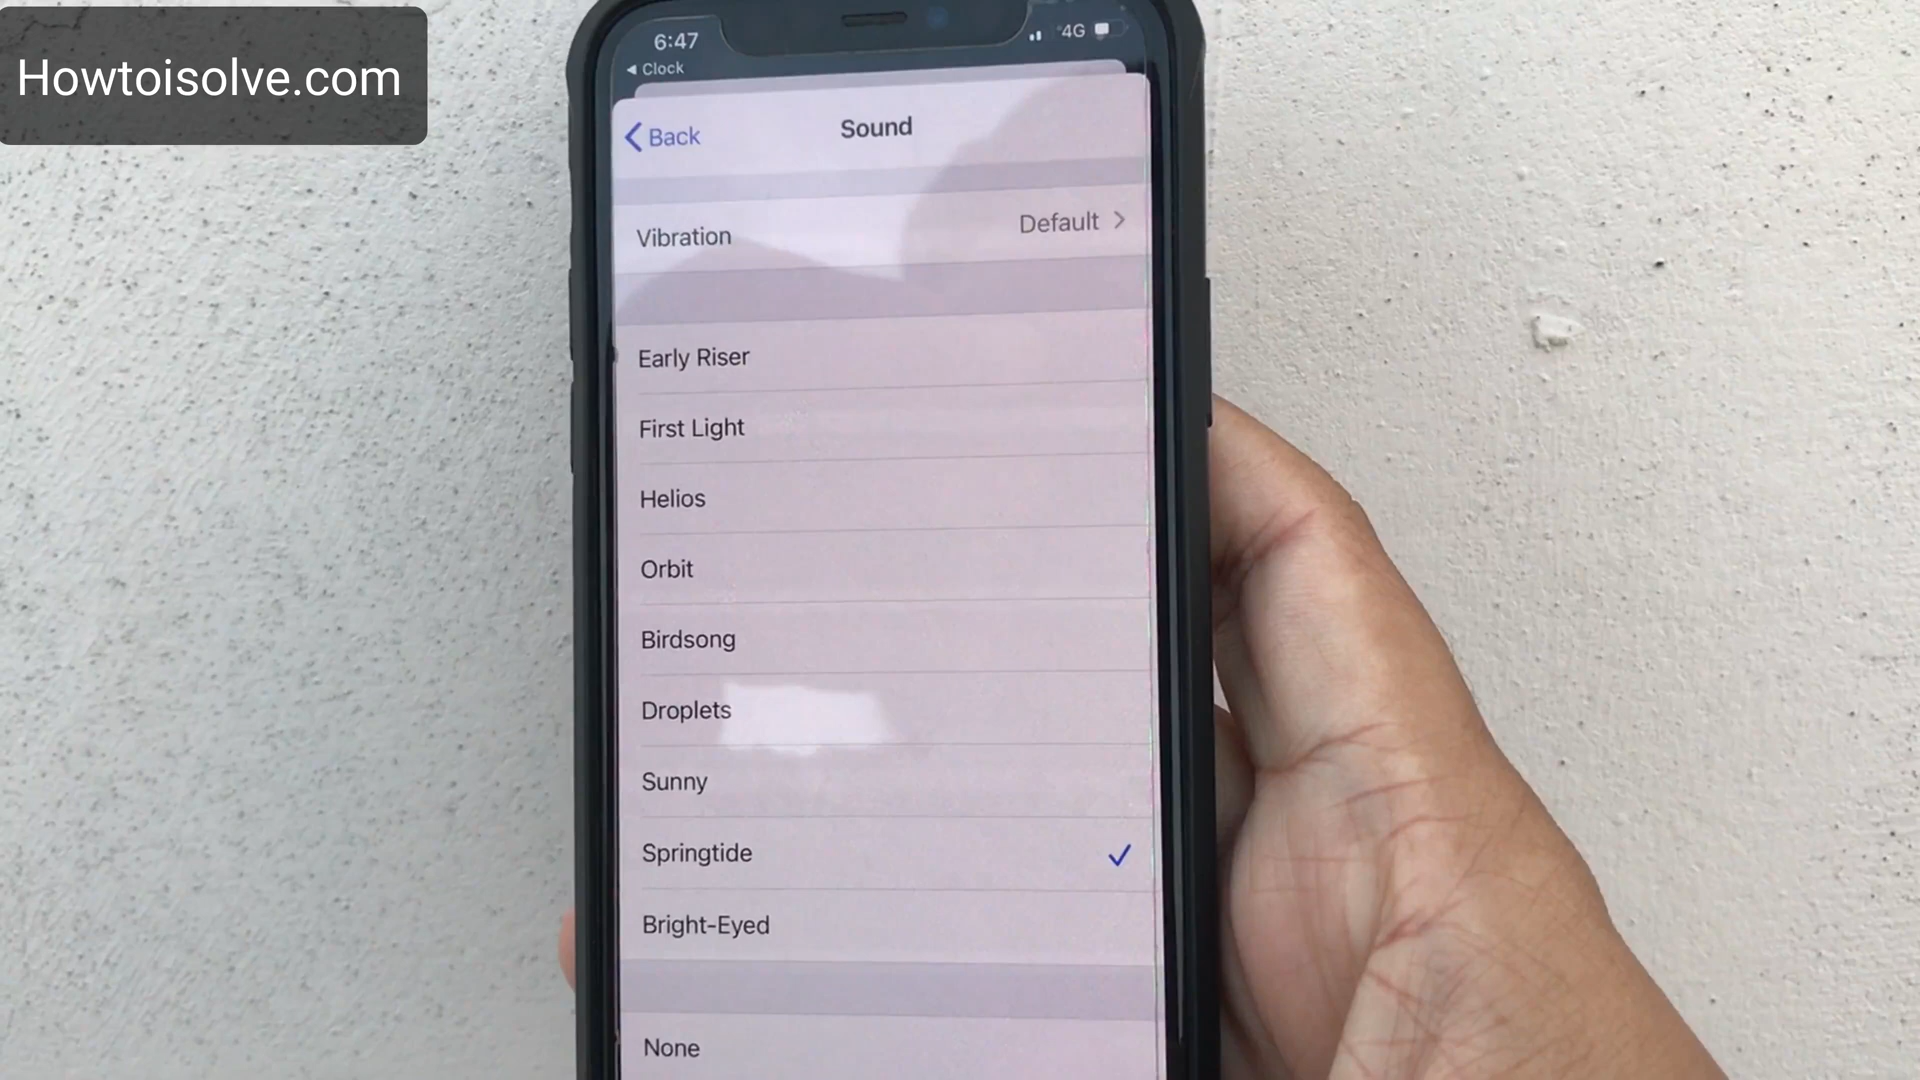 Howtoisolve.com
6:47
4G
◀ Clock
Back
Sound
Vibration
Default
Early Riser
First Light
Helios
Orbit
Birdsong
Droplets
Sunny
Springtide
Bright-Eyed
None